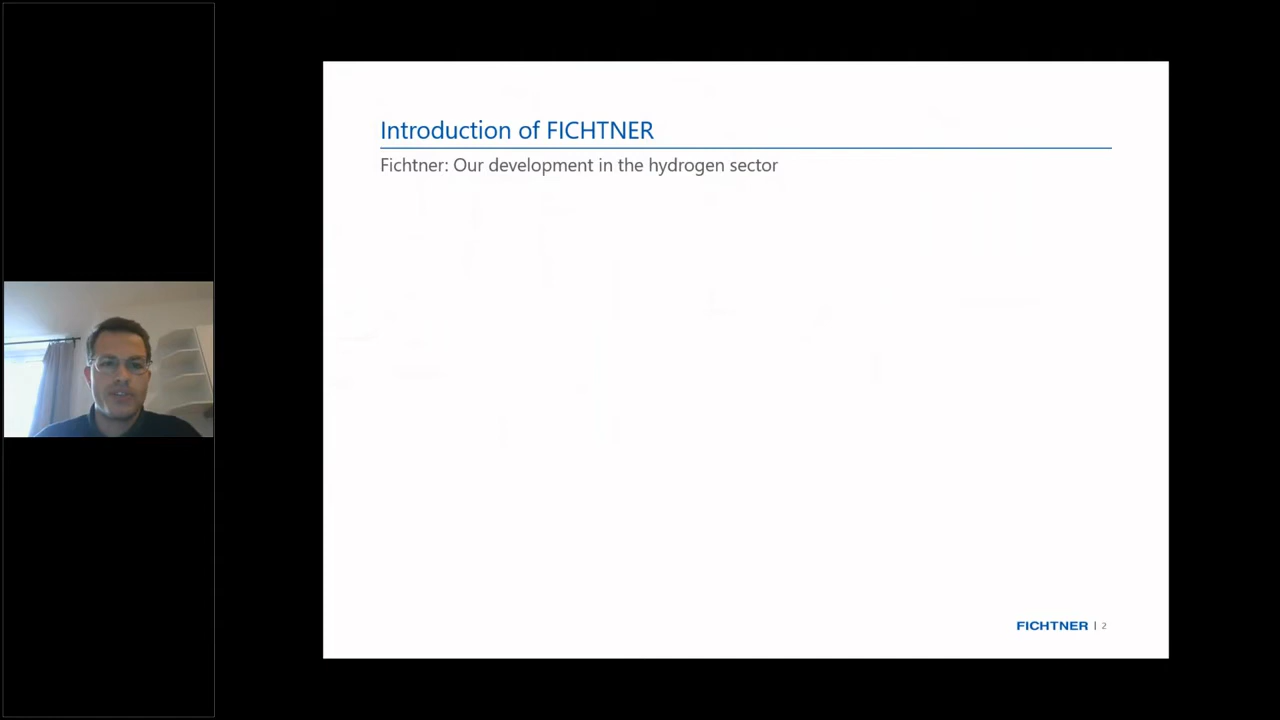 Introduction of FICHTNER
Fichtner: Our development in the hydrogen sector
FICHTNER | 2